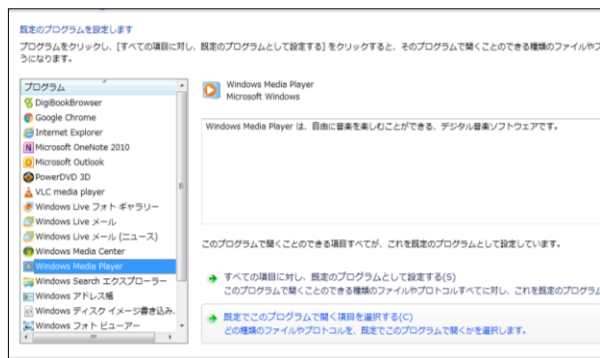 既定のプログラムを設定します
プログラムをクリックし、[すべての項目に対し、既定のプログラムとして設定する] をクリックすると、そのプログラムで開くことのできる種類のファイルやプ
うになります。
プログラム
DigiBookBrowser
Google Chrome
Internet Explorer
Microsoft OneNote 2010
Microsoft Outlook
PowerDVD 3D
VLC media player
Windows Live フォト ギャラリー
Windows Live メール
Windows Live メール (ニュース)
Windows Media Center
Windows Media Player
Windows Search エクスプローラー
Windows アドレス帳
Windows ディスク イメージ書き込み.
Windows フォト ビューアー
Windows Media Player
Microsoft Windows
Windows Media Player は、自由に音楽を楽しむことができる、デジタル音楽ソフトウェアです。
このプログラムで開くことのできる項目すべてが、これを既定のプログラムとして設定しています。
すべての項目に対し、既定のプログラムとして設定する(S)
このプログラムで開くことのできる種類のファイルやプロトコルすべてに対し、これを既定のプログラム
既定でこのプログラムで開く項目を選択する(C)
どの種類のファイルやプロトコルを、既定でこのプログラムで開くかを選択します。